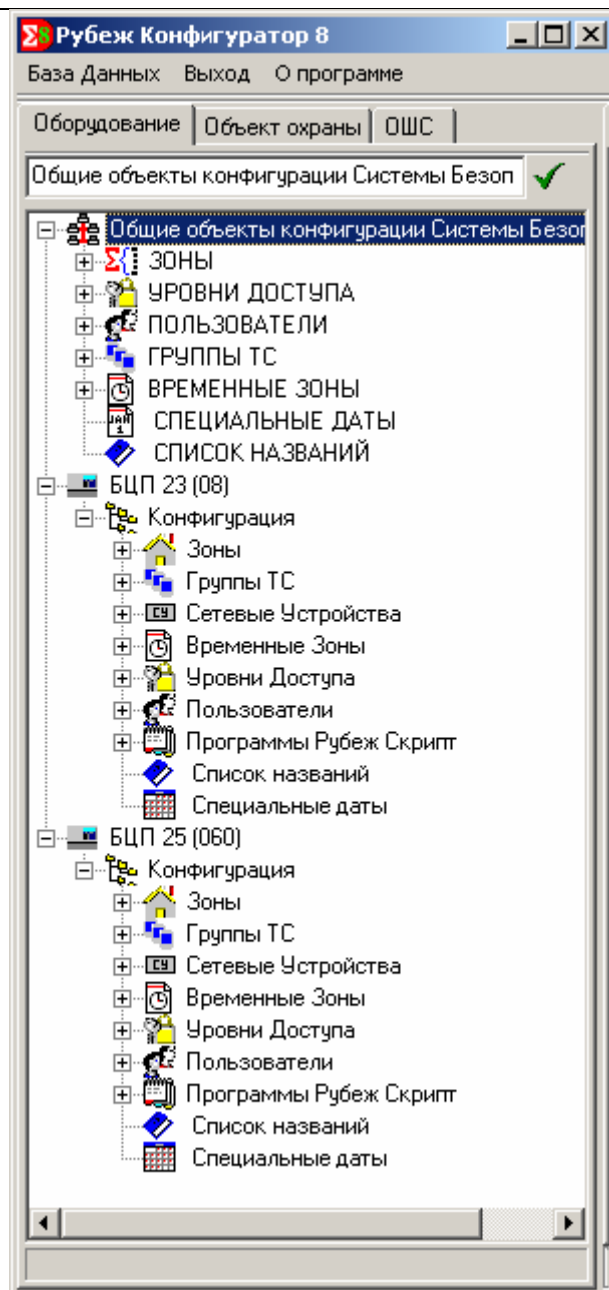 Рубеж Конфигуратор 8
База Данных Выход О программе
Оборудование Объект охраны ОШС
Общие объекты конфигурации Системы Безоп
Общие объекты конфигурации Системы Безог
ЗОНЫ
УРОВНИ ДОСТУПА
ПОЛЬЗОВАТЕЛИ
ГРУППЫ ТС
ВРЕМЕННЫЕ ЗОНЫ
СПЕЦИАЛЬНЫЕ ДАТЫ
СПИСОК НАЗВАНИЙ
БЦП 23 (08)
Конфигурация
Зоны
Группы ТС
Сетевые Устройства
Временные Зоны
Уровни Доступа
Пользователи
Программы Рубеж Скрипт
Список названий
Специальные даты
БЦП 25 (060)
Конфигурация
Зоны
Группы ТС
Сетевые Устройства
Временные Зоны
Уровни Доступа
Пользователи
Программы Рубеж Скрипт
Список названий
Специальные даты